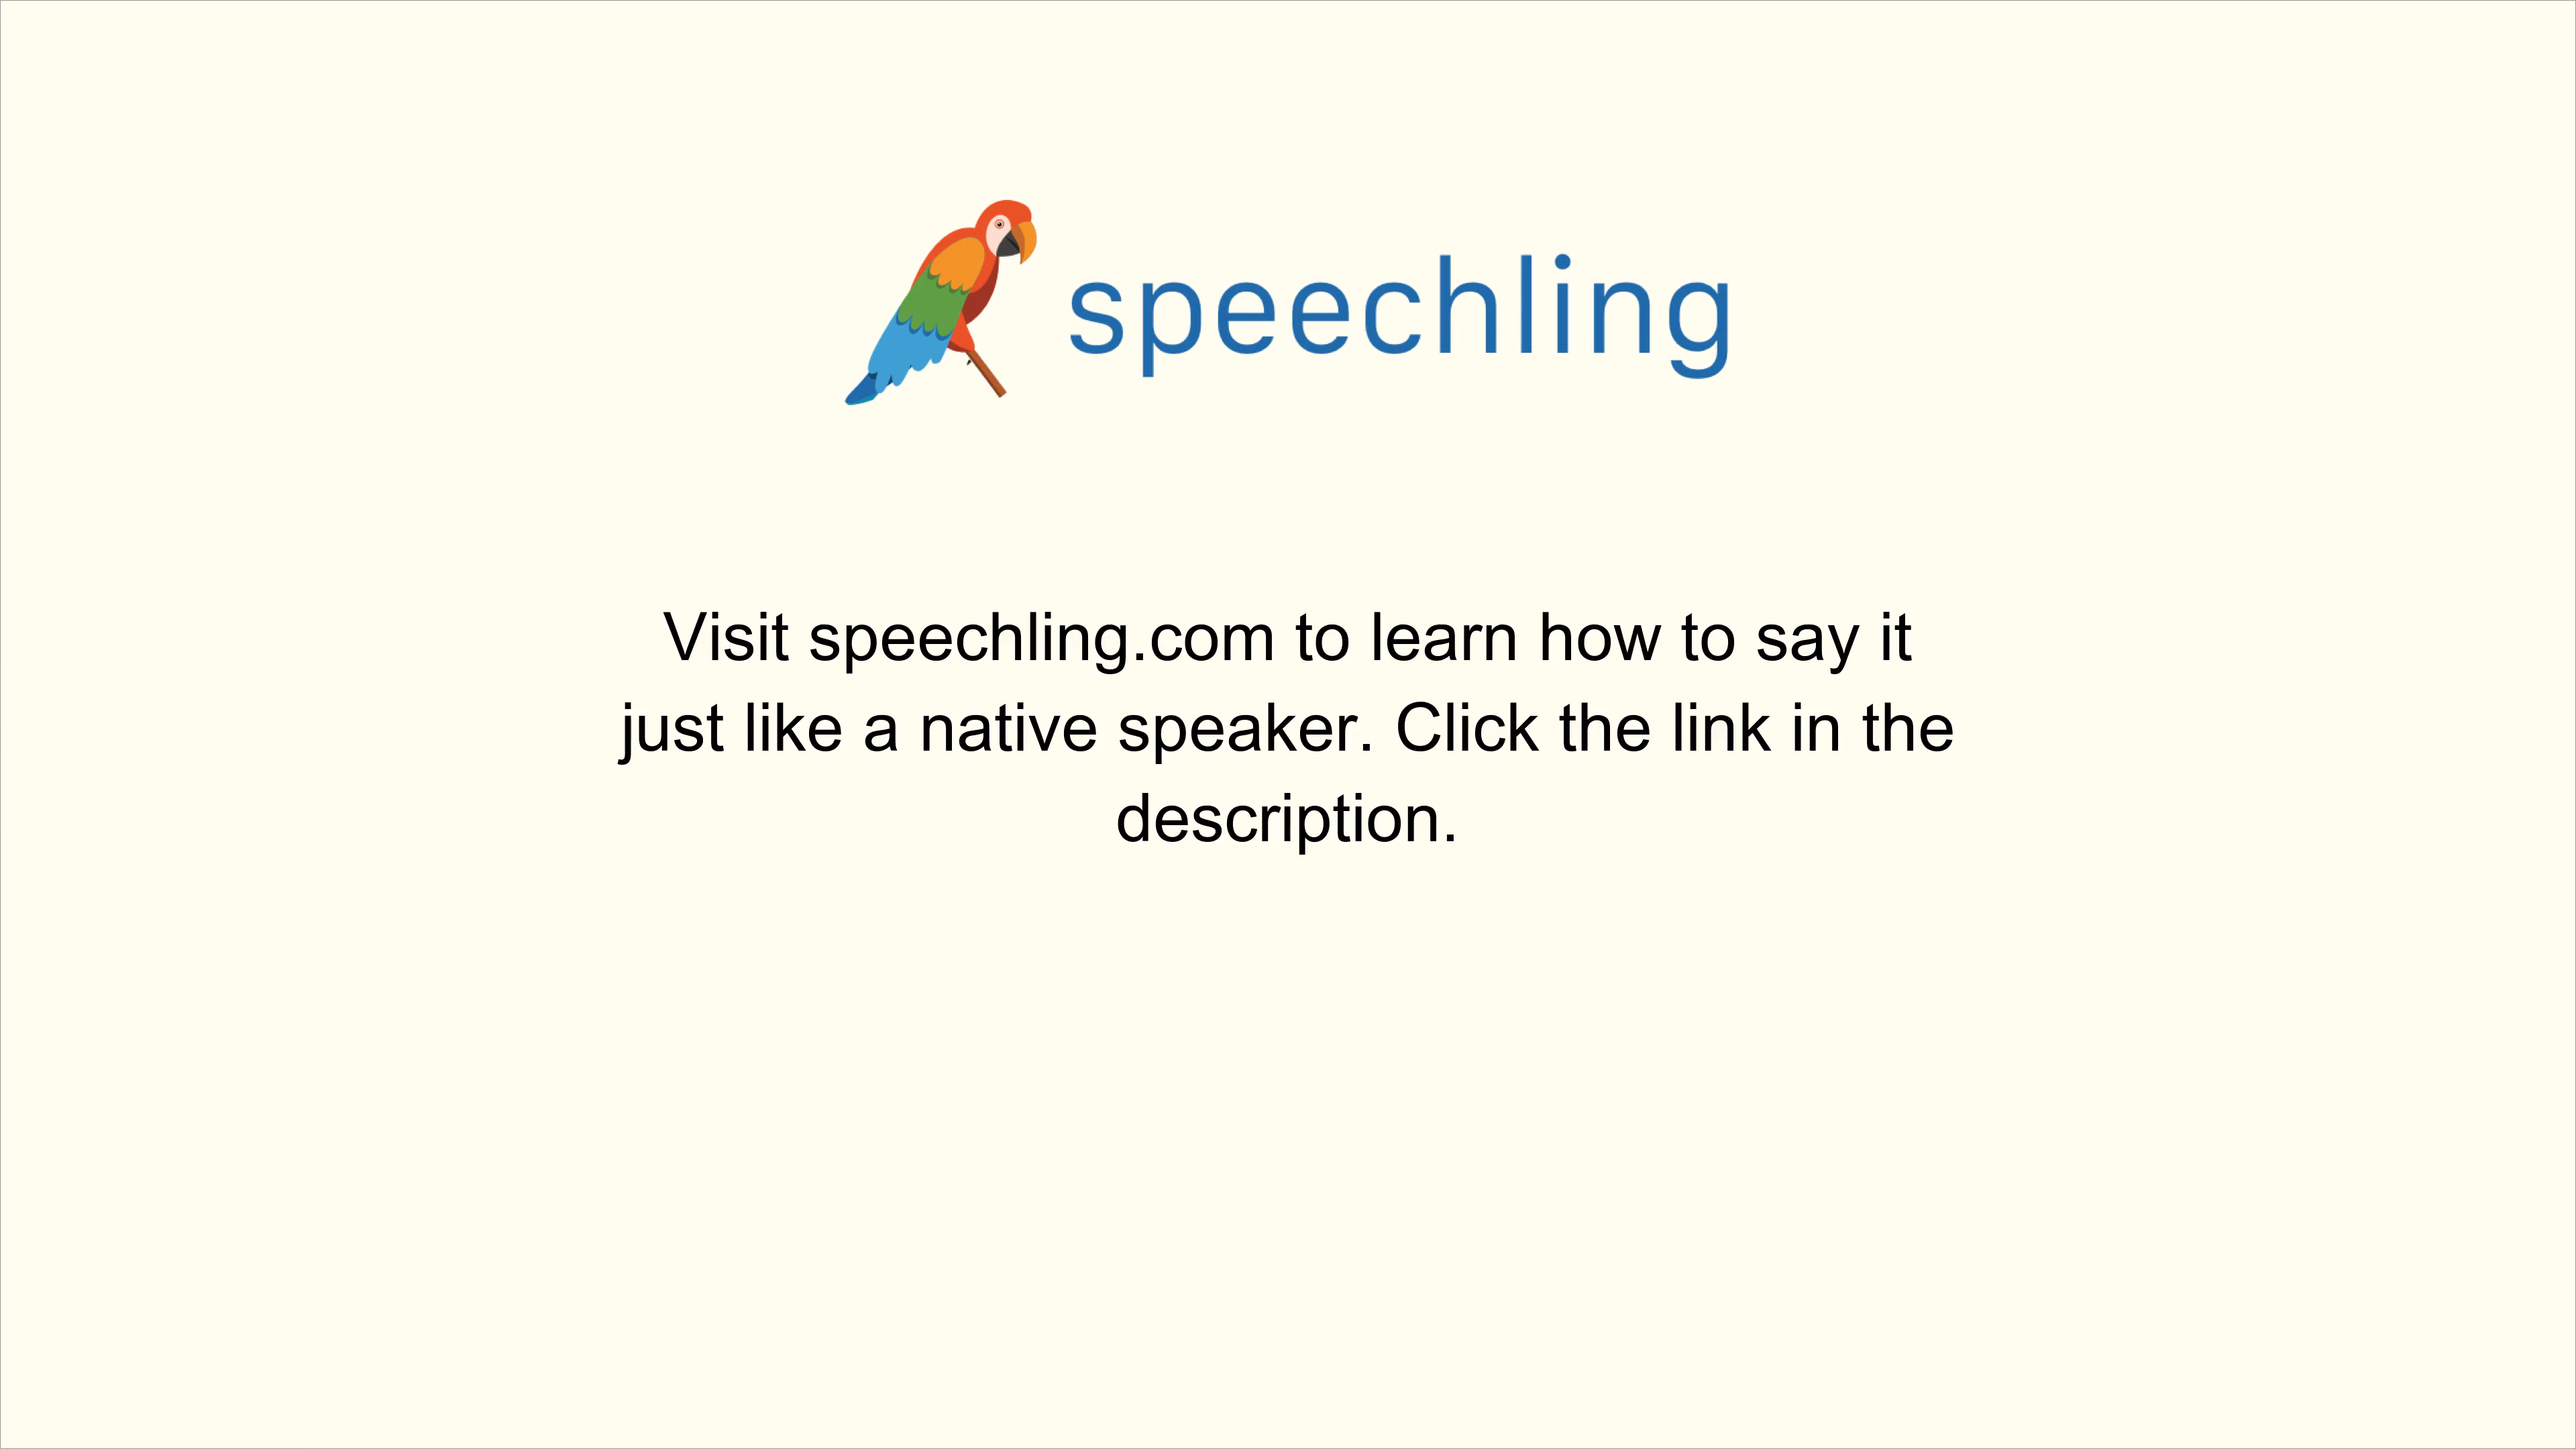 speechling
Visit speechling.com to learn how to say it
just like a native speaker. Click the link in the
description.